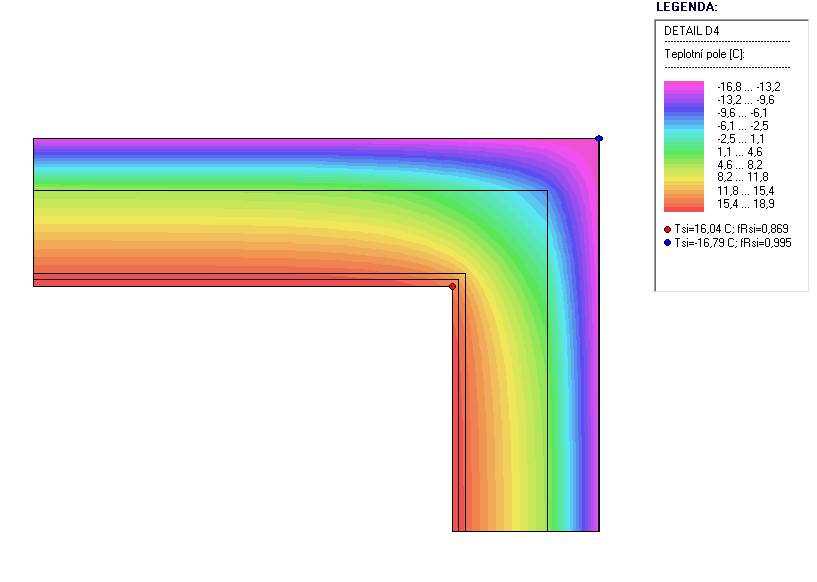 LEGENDA:
DETAIL D4
Teplotní pole [C]:
-16,8 ... -13,2
-13,2 ... -9,6
-9,6 ... -6,1
-6,1 ... -2,5
-2,5 ... 1,1
1,1 ... 4,6
4,6 ... 8,2
8,2 ... 11,8
11,8 ... 15,4
15,4 ... 18,9
Tsi=16,04 C; fRsi=0,869
Tsi=-16,79 C; fRsi=0,995